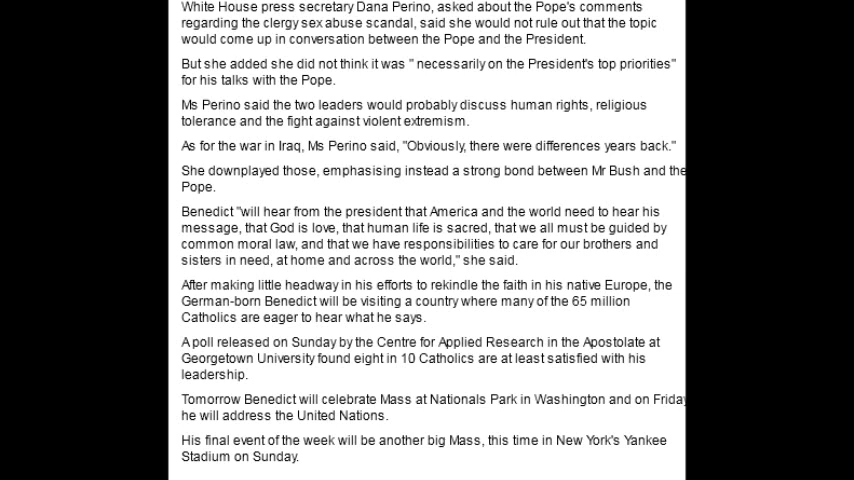 White House press secretary Dana Perino, asked about the Pope's comments
regarding the clergy sex abuse scandal, said she would not rule out that the topic
would come up in conversation between the Pope and the President.
But she added she did not think it was " necessarily on the President's top priorities"
for his talks with the Pope.
Ms Perino said the two leaders would probably discuss human rights, religious
tolerance and the fight against violent extremism.
As for the war in Iraq, Ms Perino said, "Obviously, there were differences years back."
She downplayed those, emphasising instead a strong bond between Mr Bush and the
Pope.
Benedict "will hear from the president that America and the world need to hear his
message, that God is love, that human life is sacred, that we all must be guided by
common moral law, and that we have responsibilities to care for our brothers and
sisters in need, at home and across the world," she said.
After making little headway in his efforts to rekindle the faith in his native Europe, the
German-born Benedict will be visiting a country where many of the 65 million
Catholics are eager to hear what he says.
A poll released on Sunday by the Centre for Applied Research in the Apostolate at
Georgetown University found eight in 10 Catholics are at least satisfied with his
leadership.
Tomorrow Benedict will celebrate Mass at Nationals Park in Washington and on Friday
he will address the United Nations.
His final event of the week will be another big Mass, this time in New York's Yankee
Stadium on Sunday.